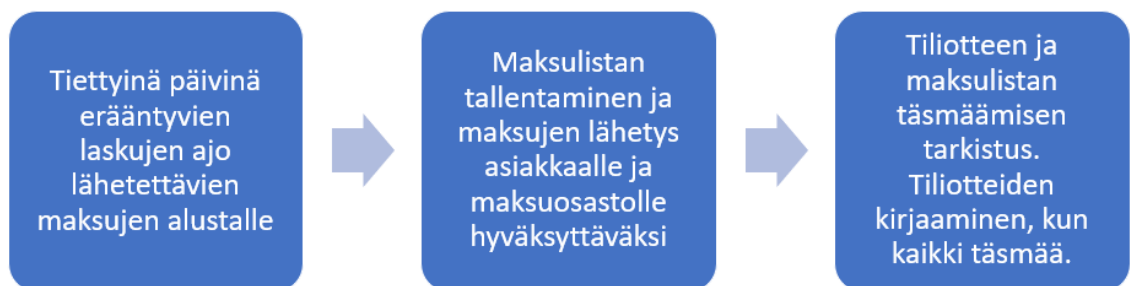 Tiettyinä päivinä
erääntyvien
laskujen ajo
lähetettävien
maksujen alustalle
Maksulistan
tallentaminen ja
maksujen lähetys
asiakkaalle ja
maksuosastolle
hyväksyttäväksi
Tiliotteen ja
maksulistan
täsmäämisen
tarkistus.
Tiliotteiden
kirjaaminen, kun
kaikki täsmää.